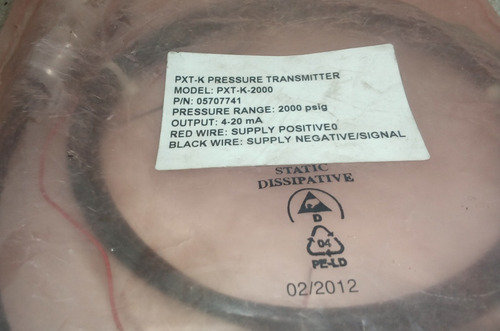 PXT-K PRESSURE TRANSMITTER
MODEL: PXT-K-2000
P/N: 05707741
PRESSURE RANGE: 2000 psig
OUTPUT: 4-20 mA
RED WIRE: SUPPLY POSITIVE0
BLACK WIRE: SUPPLY NEGATIVE/SIGNAL
STATIC
DISSIPATIVE
D
04
PE-LD
02/2012